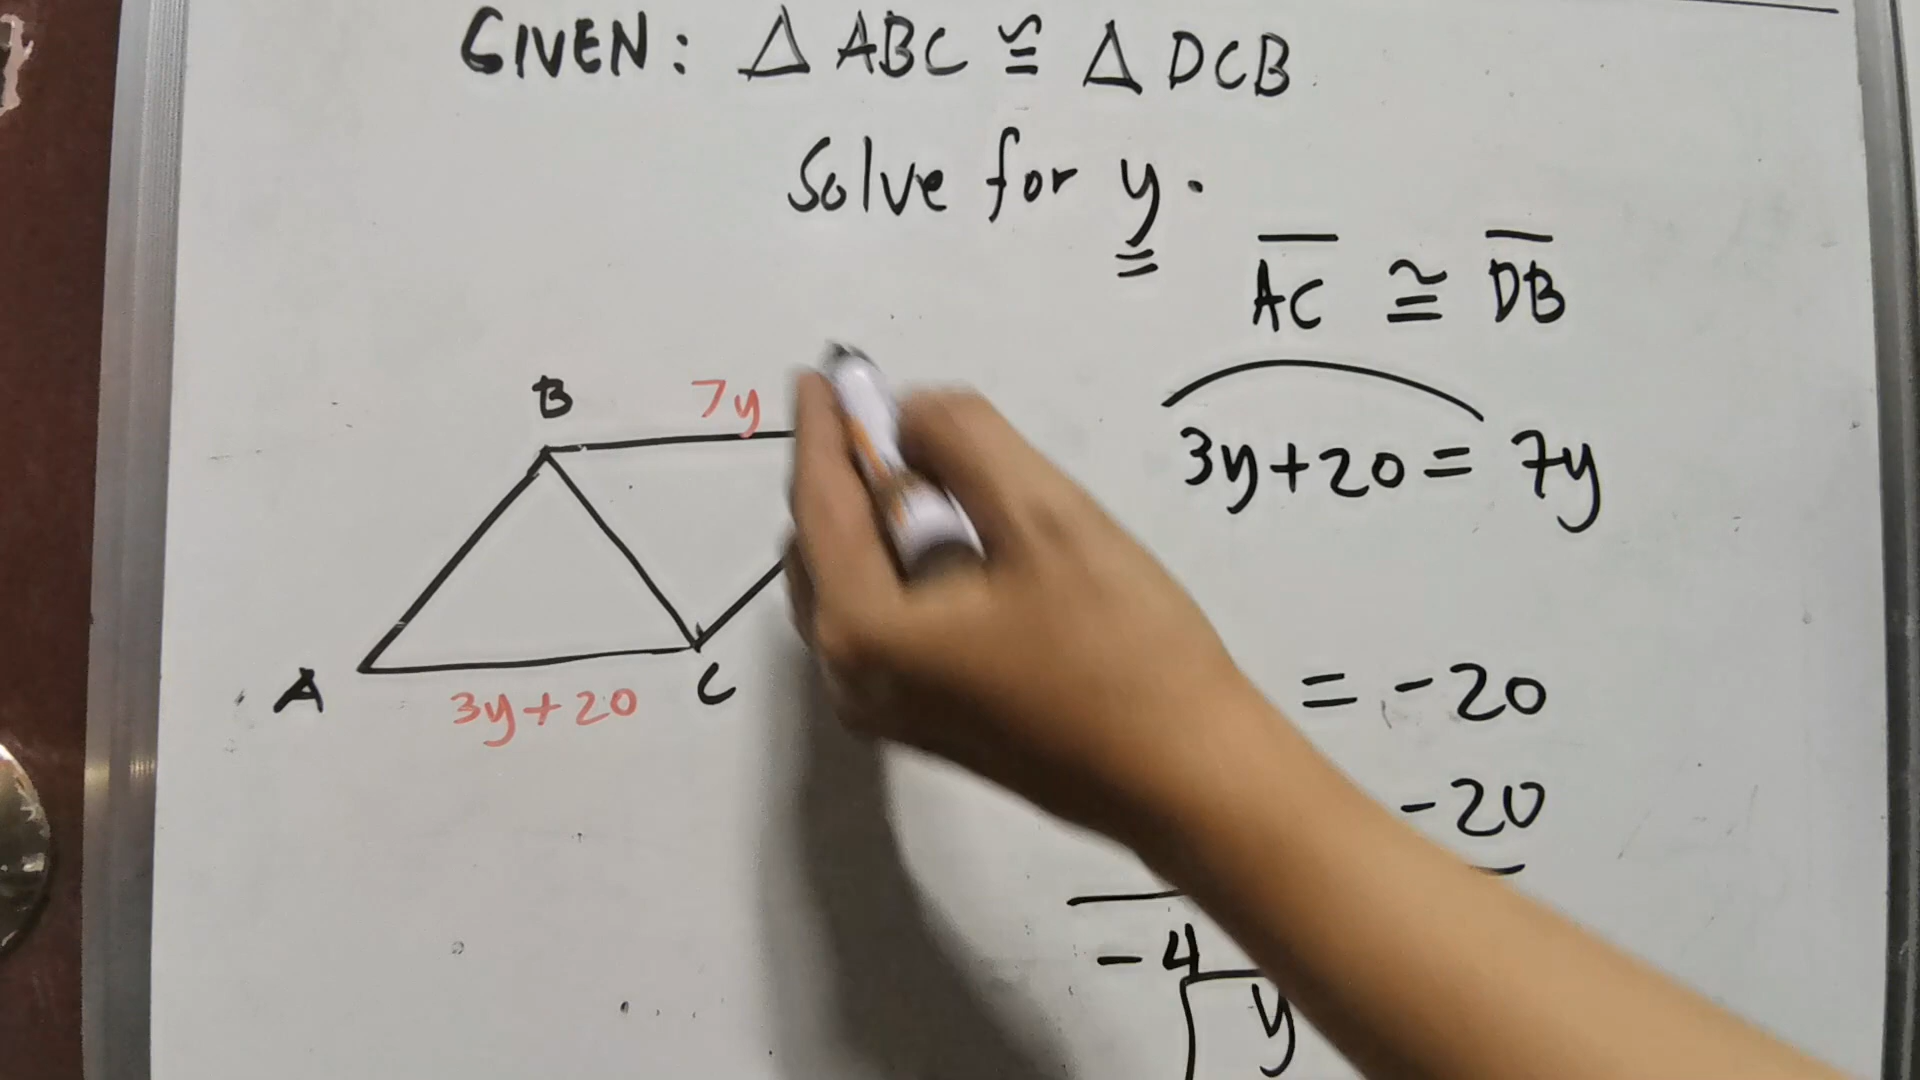 GIVEN: △ ABC ≅ △ DCB
Solve for y.
AC ≅ DB
B
7y
3y+20 = 7y
A
3y+20
C
= -20
-20
-4
y